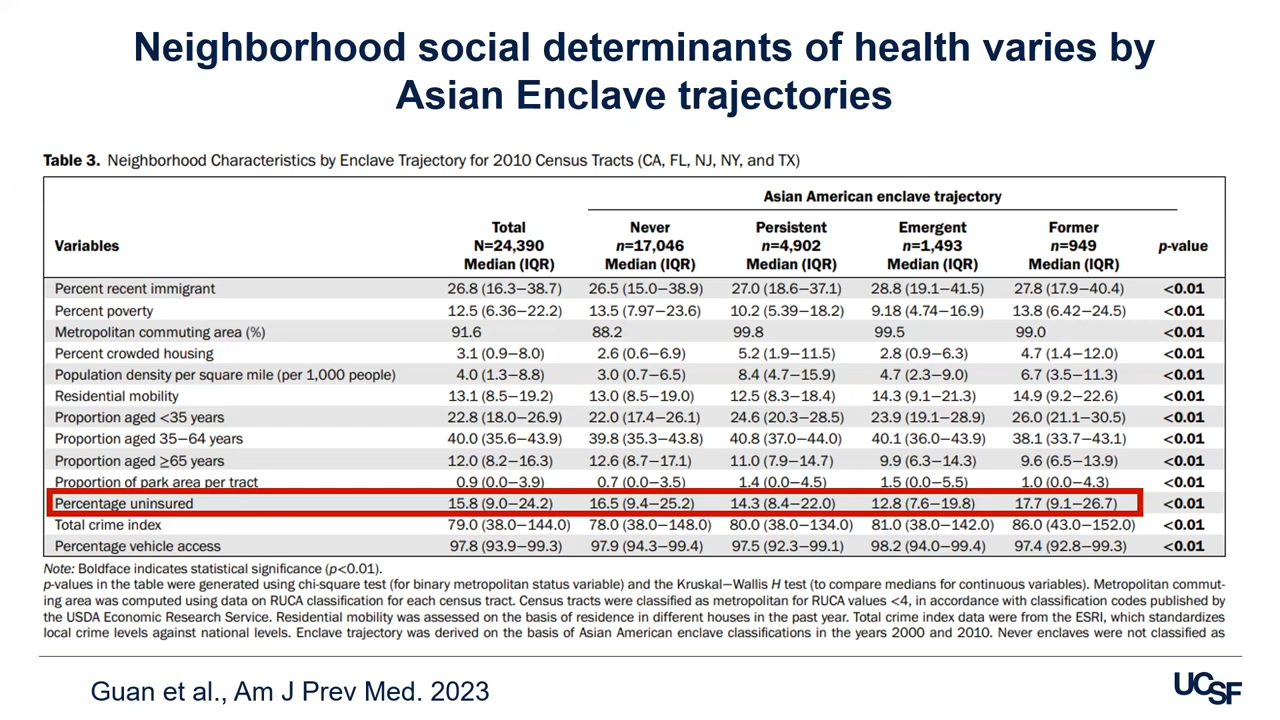 Neighborhood social determinants of health varies by
Asian Enclave trajectories
Table 3. Neighborhood Characteristics by Enclave Trajectory for 2010 Census Tracts (CA, FL, NJ, NY, and TX)
Asian American enclave trajectory
Total Never Persistent Emergent Former
Variables N=24,390 n=17,046 n=4,902 n=1,493 n=949 p-value
Median (IQR) Median (IQR) Median (IQR) Median (IQR) Median (IQR)
Percent recent immigrant 26.8 (16.3–38.7) 26.5 (15.0–38.9) 27.0 (18.6–37.1) 28.8 (19.1–41.5) 27.8 (17.9–40.4) <0.01
Percent poverty 12.5 (6.36–22.2) 13.5 (7.97–23.6) 10.2 (5.39–18.2) 9.18 (4.74–16.9) 13.8 (6.42–24.5) <0.01
Metropolitan commuting area (%) 91.6 88.2 99.8 99.5 99.0 <0.01
Percent crowded housing 3.1 (0.9–8.0) 2.6 (0.6–6.9) 5.2 (1.9–11.5) 2.8 (0.9–6.3) 4.7 (1.4–12.0) <0.01
Population density per square mile (per 1,000 people) 4.0 (1.3–8.8) 3.0 (0.7–6.5) 8.4 (4.7–15.9) 4.7 (2.3–9.0) 6.7 (3.5–11.3) <0.01
Residential mobility 13.1 (8.5–19.2) 13.0 (8.5–19.0) 12.5 (8.3–18.4) 14.3 (9.1–21.3) 14.9 (9.2–22.6) <0.01
Proportion aged <35 years 22.8 (18.0–26.9) 22.0 (17.4–26.1) 24.6 (20.3–28.5) 23.9 (19.1–28.9) 26.0 (21.1–30.5) <0.01
Proportion aged 35–64 years 40.0 (35.6–43.9) 39.8 (35.3–43.8) 40.8 (37.0–44.0) 40.1 (36.0–43.9) 38.1 (33.7–43.1) <0.01
Proportion aged ≥65 years 12.0 (8.2–16.3) 12.6 (8.7–17.1) 11.0 (7.9–14.7) 9.9 (6.3–14.3) 9.6 (6.5–13.9) <0.01
Proportion of park area per tract 0.9 (0.0–3.9) 0.7 (0.0–3.5) 1.4 (0.0–4.5) 1.5 (0.0–5.5) 1.0 (0.0–4.3) <0.01
Percentage uninsured 15.8 (9.0–24.2) 16.5 (9.4–25.2) 14.3 (8.4–22.0) 12.8 (7.6–19.8) 17.7 (9.1–26.7) <0.01
Total crime index 79.0 (38.0–144.0) 78.0 (38.0–148.0) 80.0 (38.0–134.0) 81.0 (38.0–142.0) 86.0 (43.0–152.0) <0.01
Percentage vehicle access 97.8 (93.9–99.3) 97.9 (94.3–99.4) 97.5 (92.3–99.1) 98.2 (94.0–99.4) 97.4 (92.8–99.3) <0.01
Note: Boldface indicates statistical significance (p<0.01).
p-values in the table were generated using chi-square test (for binary metropolitan status variable) and the Kruskal–Wallis H test (to compare medians for continuous variables). Metropolitan commut-
ing area was computed using data on RUCA classification for each census tract. Census tracts were classified as metropolitan for RUCA values <4, in accordance with classification codes published by
the USDA Economic Research Service. Residential mobility was assessed on the basis of residence in different houses in the past year. Total crime index data were from the ESRI, which standardizes
local crime levels against national levels. Enclave trajectory was derived on the basis of Asian American enclave classifications in the years 2000 and 2010. Never enclaves were not classified as
Guan et al., Am J Prev Med. 2023
UCSF